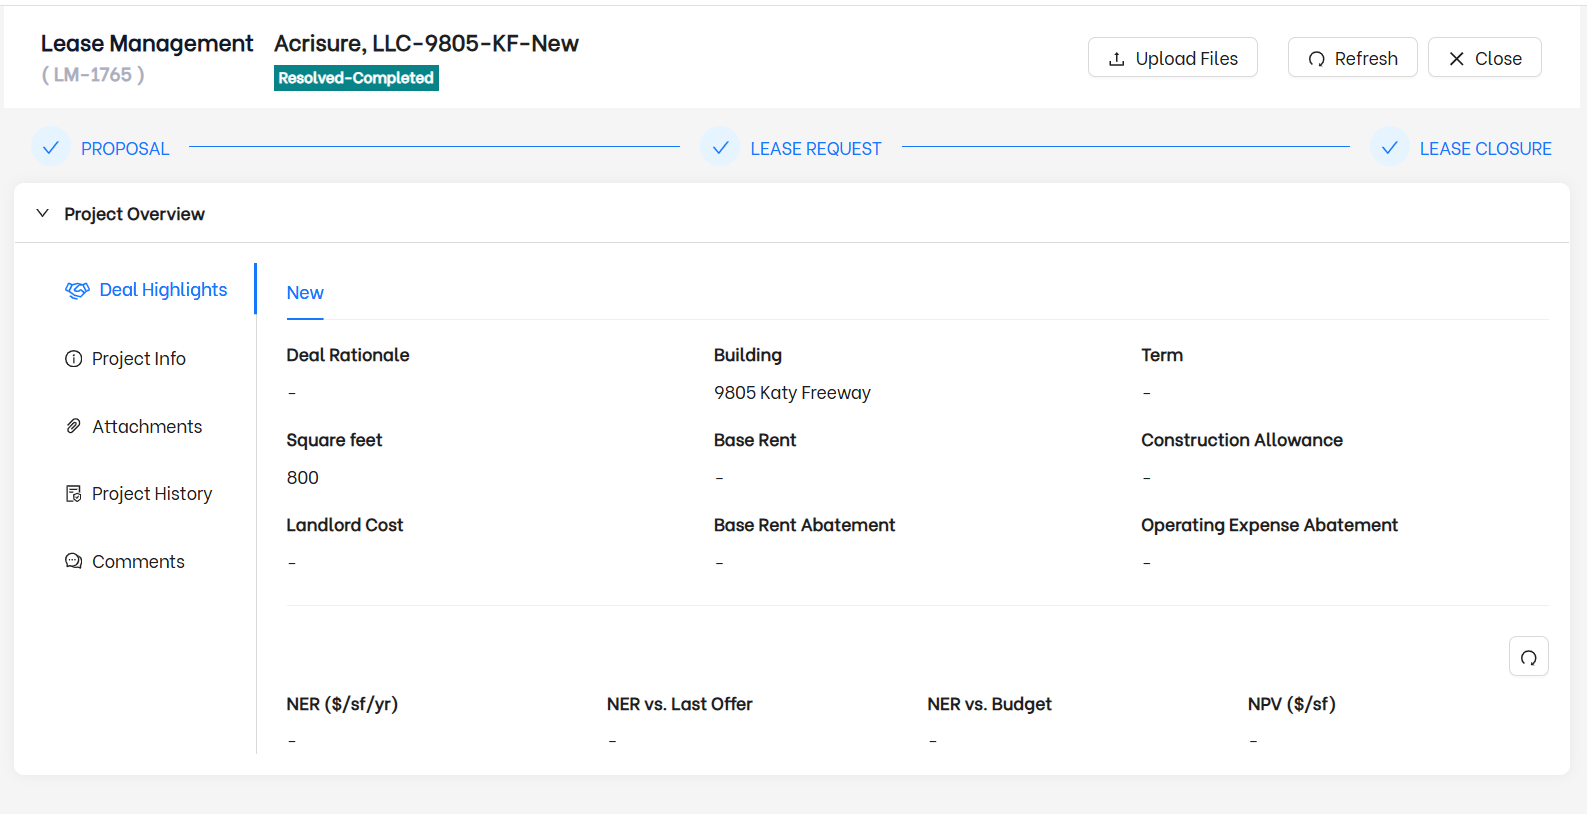 Lease Management
Acrisure, LLC-9805-KF-New
( LM-1765 )
Resolved-Completed
Upload Files
Refresh
Close
PROPOSAL
LEASE REQUEST
LEASE CLOSURE
Project Overview
Deal Highlights
Project Info
Attachments
Project History
Comments
New
Deal Rationale
Building
Term
-
9805 Katy Freeway
-
Square feet
Base Rent
Construction Allowance
800
-
-
Landlord Cost
Base Rent Abatement
Operating Expense Abatement
-
-
-
NER ($/sf/yr)
NER vs. Last Offer
NER vs. Budget
NPV ($/sf)
-
-
-
-